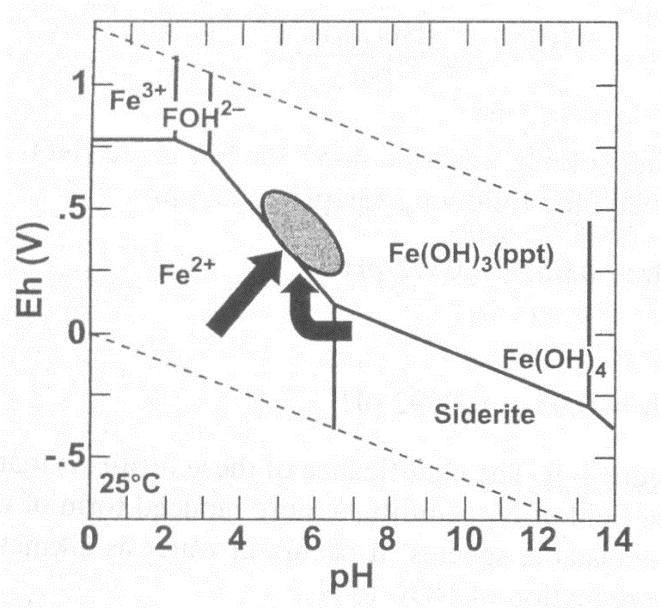 1
.5
0
-.5
Eh (V)
Fe3+
FOH2−
Fe2+
Fe(OH)3(ppt)
Fe(OH)4
Siderite
25°C
0 2 4 6 8 10 12 14
pH